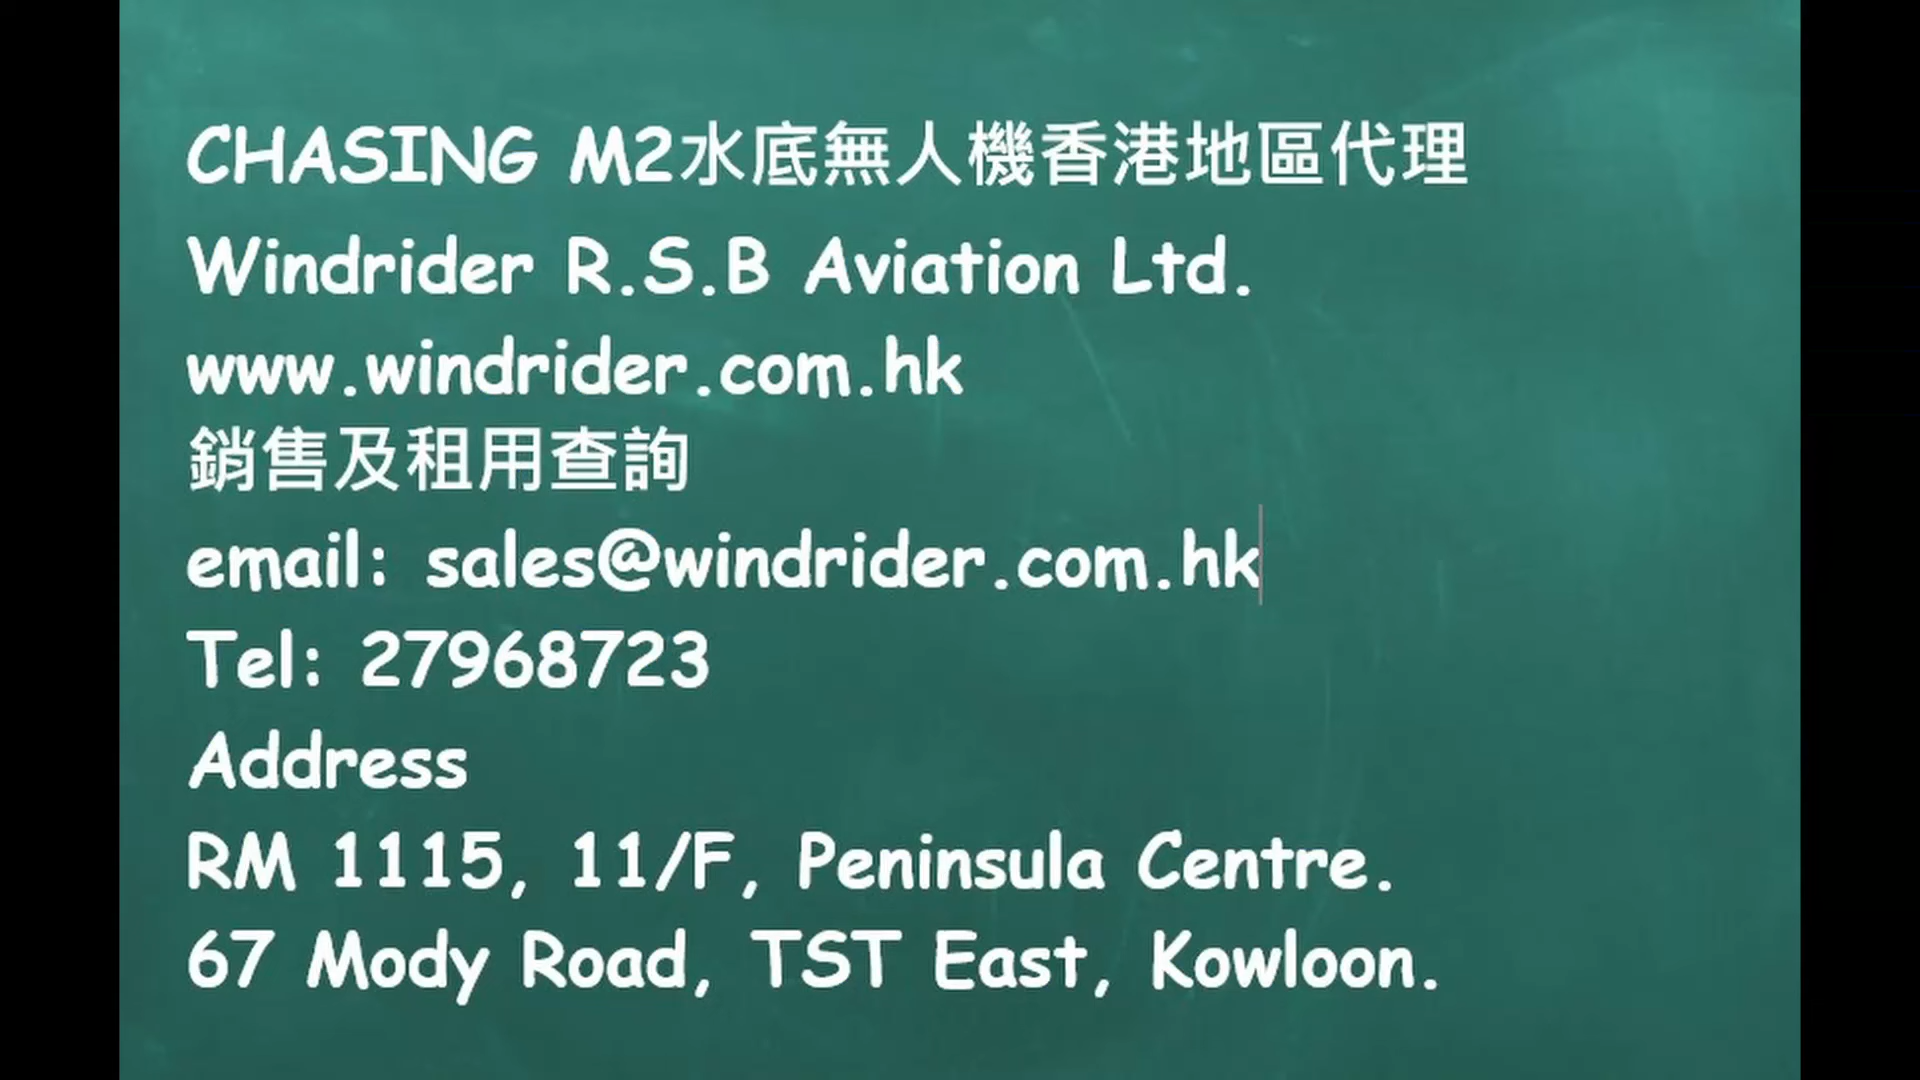 CHASING M2水底無人機香港地區代理
Windrider R.S.B Aviation Ltd.
www.windrider.com.hk
銷售及租用查詢
email: sales@windrider.com.hk
Tel: 27968723
Address
RM 1115, 11/F, Peninsula Centre.
67 Mody Road, TST East, Kowloon.